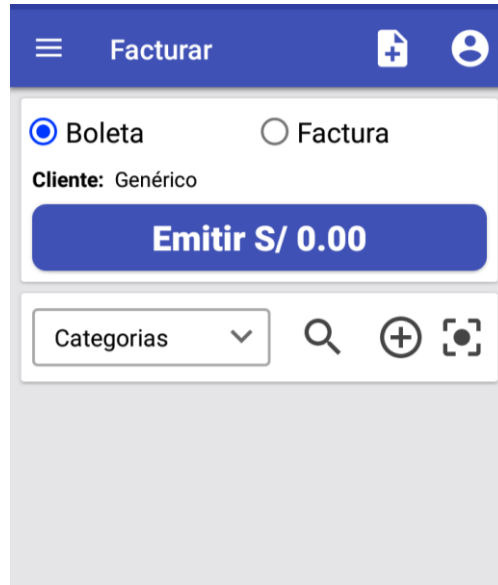 Facturar
Boleta Factura
Cliente: Genérico
Emitir S/ 0.00
Categorias